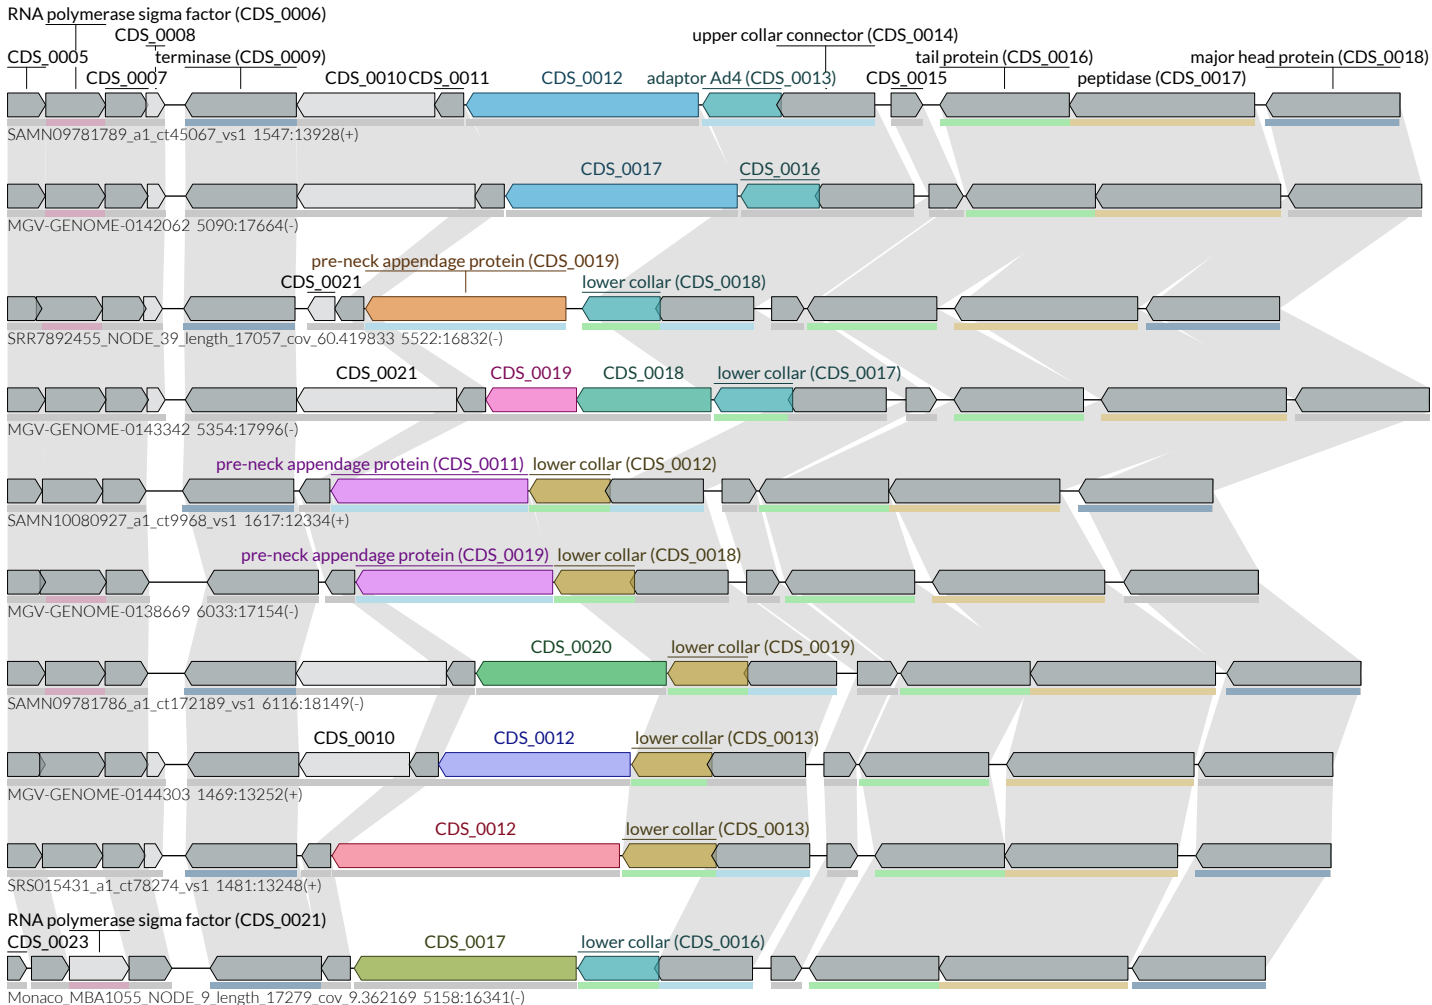 RNA polymerase sigma factor (CDS_0006)
CDS_0008 upper collar connector (CDS_0014)
CDS_0005 terminase (CDS_0009) tail protein (CDS_0016) major head protein (CDS_0018)
CDS_0007 CDS_0010 CDS_0011 CDS_0012 adaptor Ad4 (CDS_0013) CDS_0015 peptidase (CDS_0017)
SAMN09781789_a1_ct45067_vs1 1547:13928(+)
CDS_0017 CDS_0016
MGV-GENOME-0142062 5090:17664(-)
pre-neck appendage protein (CDS_0019)
CDS_0021 lower collar (CDS_0018)
SRR7892455_NODE_39_length_17057_cov_60.419833 5522:16832(-)
CDS_0021 CDS_0019 CDS_0018 lower collar (CDS_0017)
MGV-GENOME-0143342 5354:17996(-)
pre-neck appendage protein (CDS_0011) lower collar (CDS_0012)
SAMN10080927_a1_ct9968_vs1 1617:12334(+)
pre-neck appendage protein (CDS_0019) lower collar (CDS_0018)
MGV-GENOME-0138669 6033:17154(-)
CDS_0020 lower collar (CDS_0019)
SAMN09781786_a1_ct172189_vs1 6116:18149(-)
CDS_0010 CDS_0012 lower collar (CDS_0013)
MGV-GENOME-0144303 1469:13252(+)
CDS_0012 lower collar (CDS_0013)
SRS015431_a1_ct78274_vs1 1481:13248(+)
RNA polymerase sigma factor (CDS_0021)
CDS_0023 CDS_0017 lower collar (CDS_0016)
Monaco_MBA1055_NODE_9_length_17279_cov_9.362169 5158:16341(-)